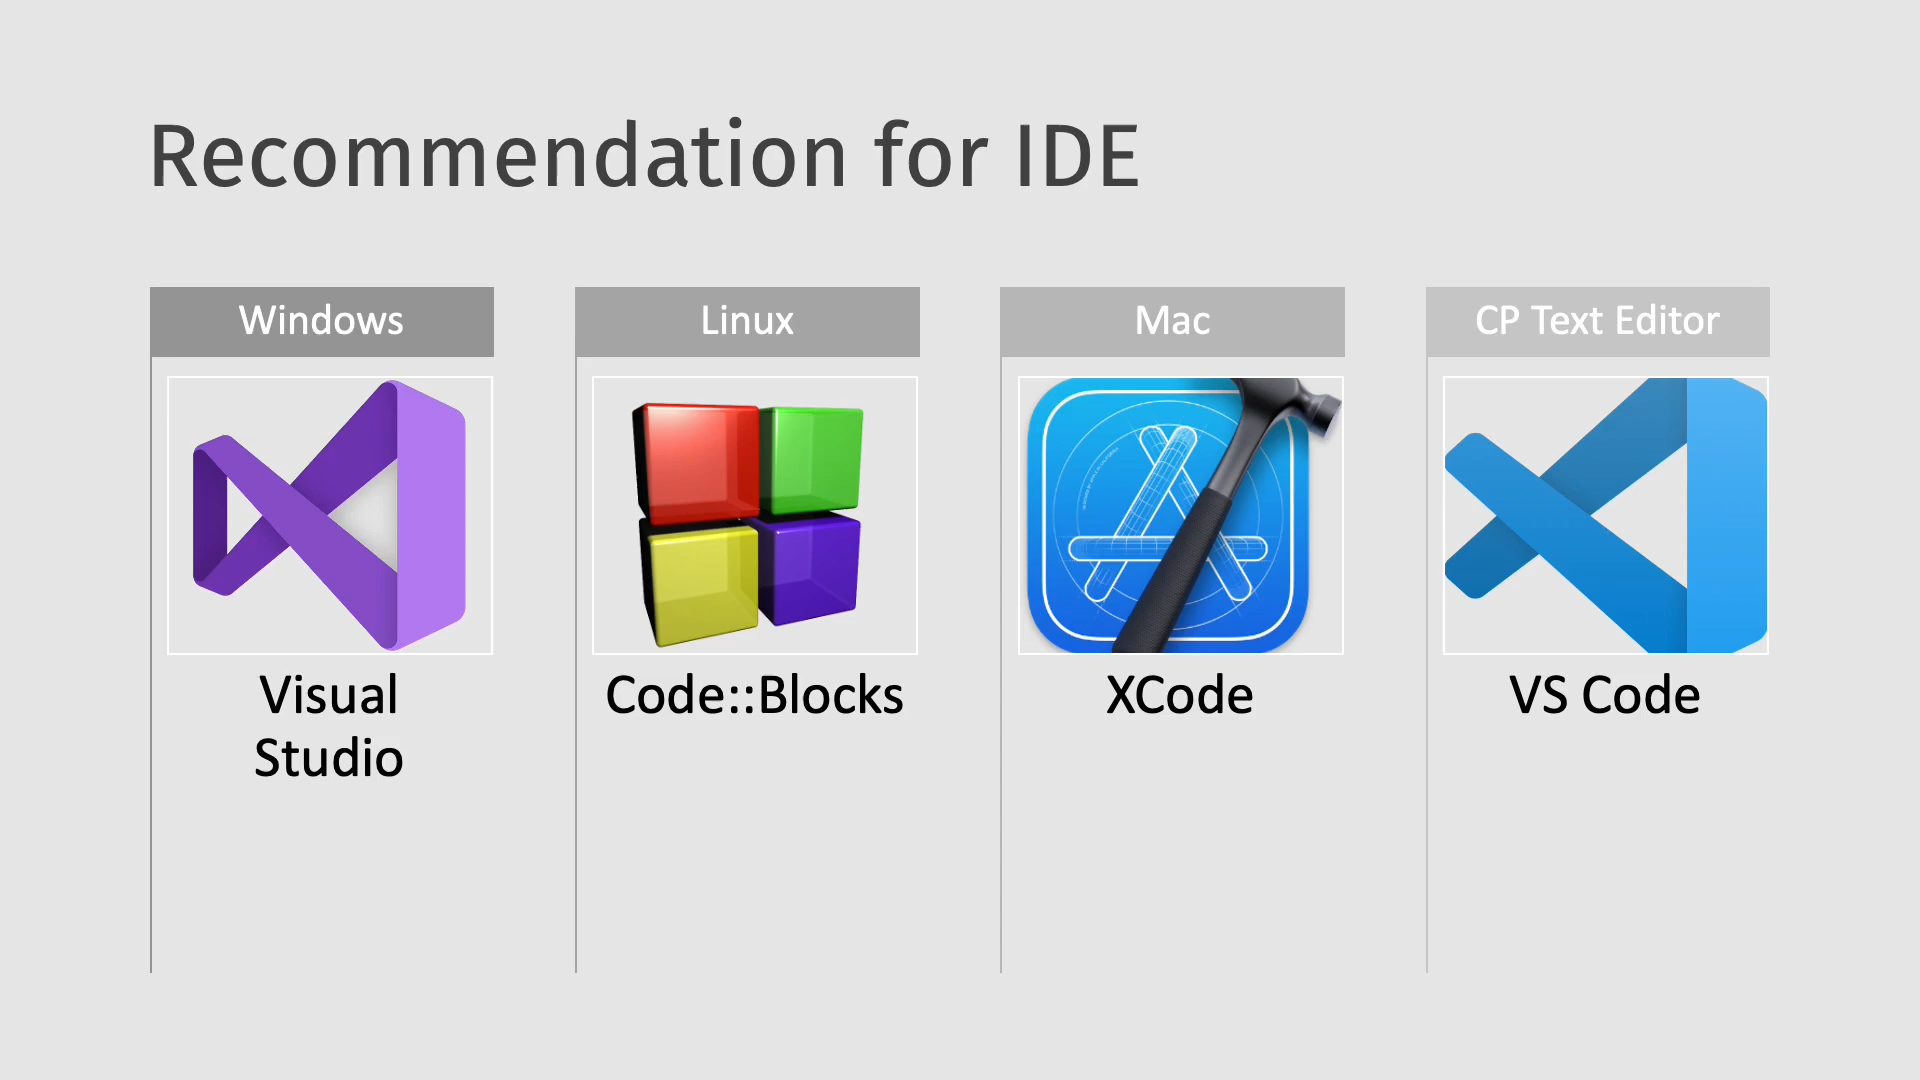 Recommendation for IDE
Windows
Visual
Studio
Linux
Code::Blocks
Mac
XCode
CP Text Editor
VS Code